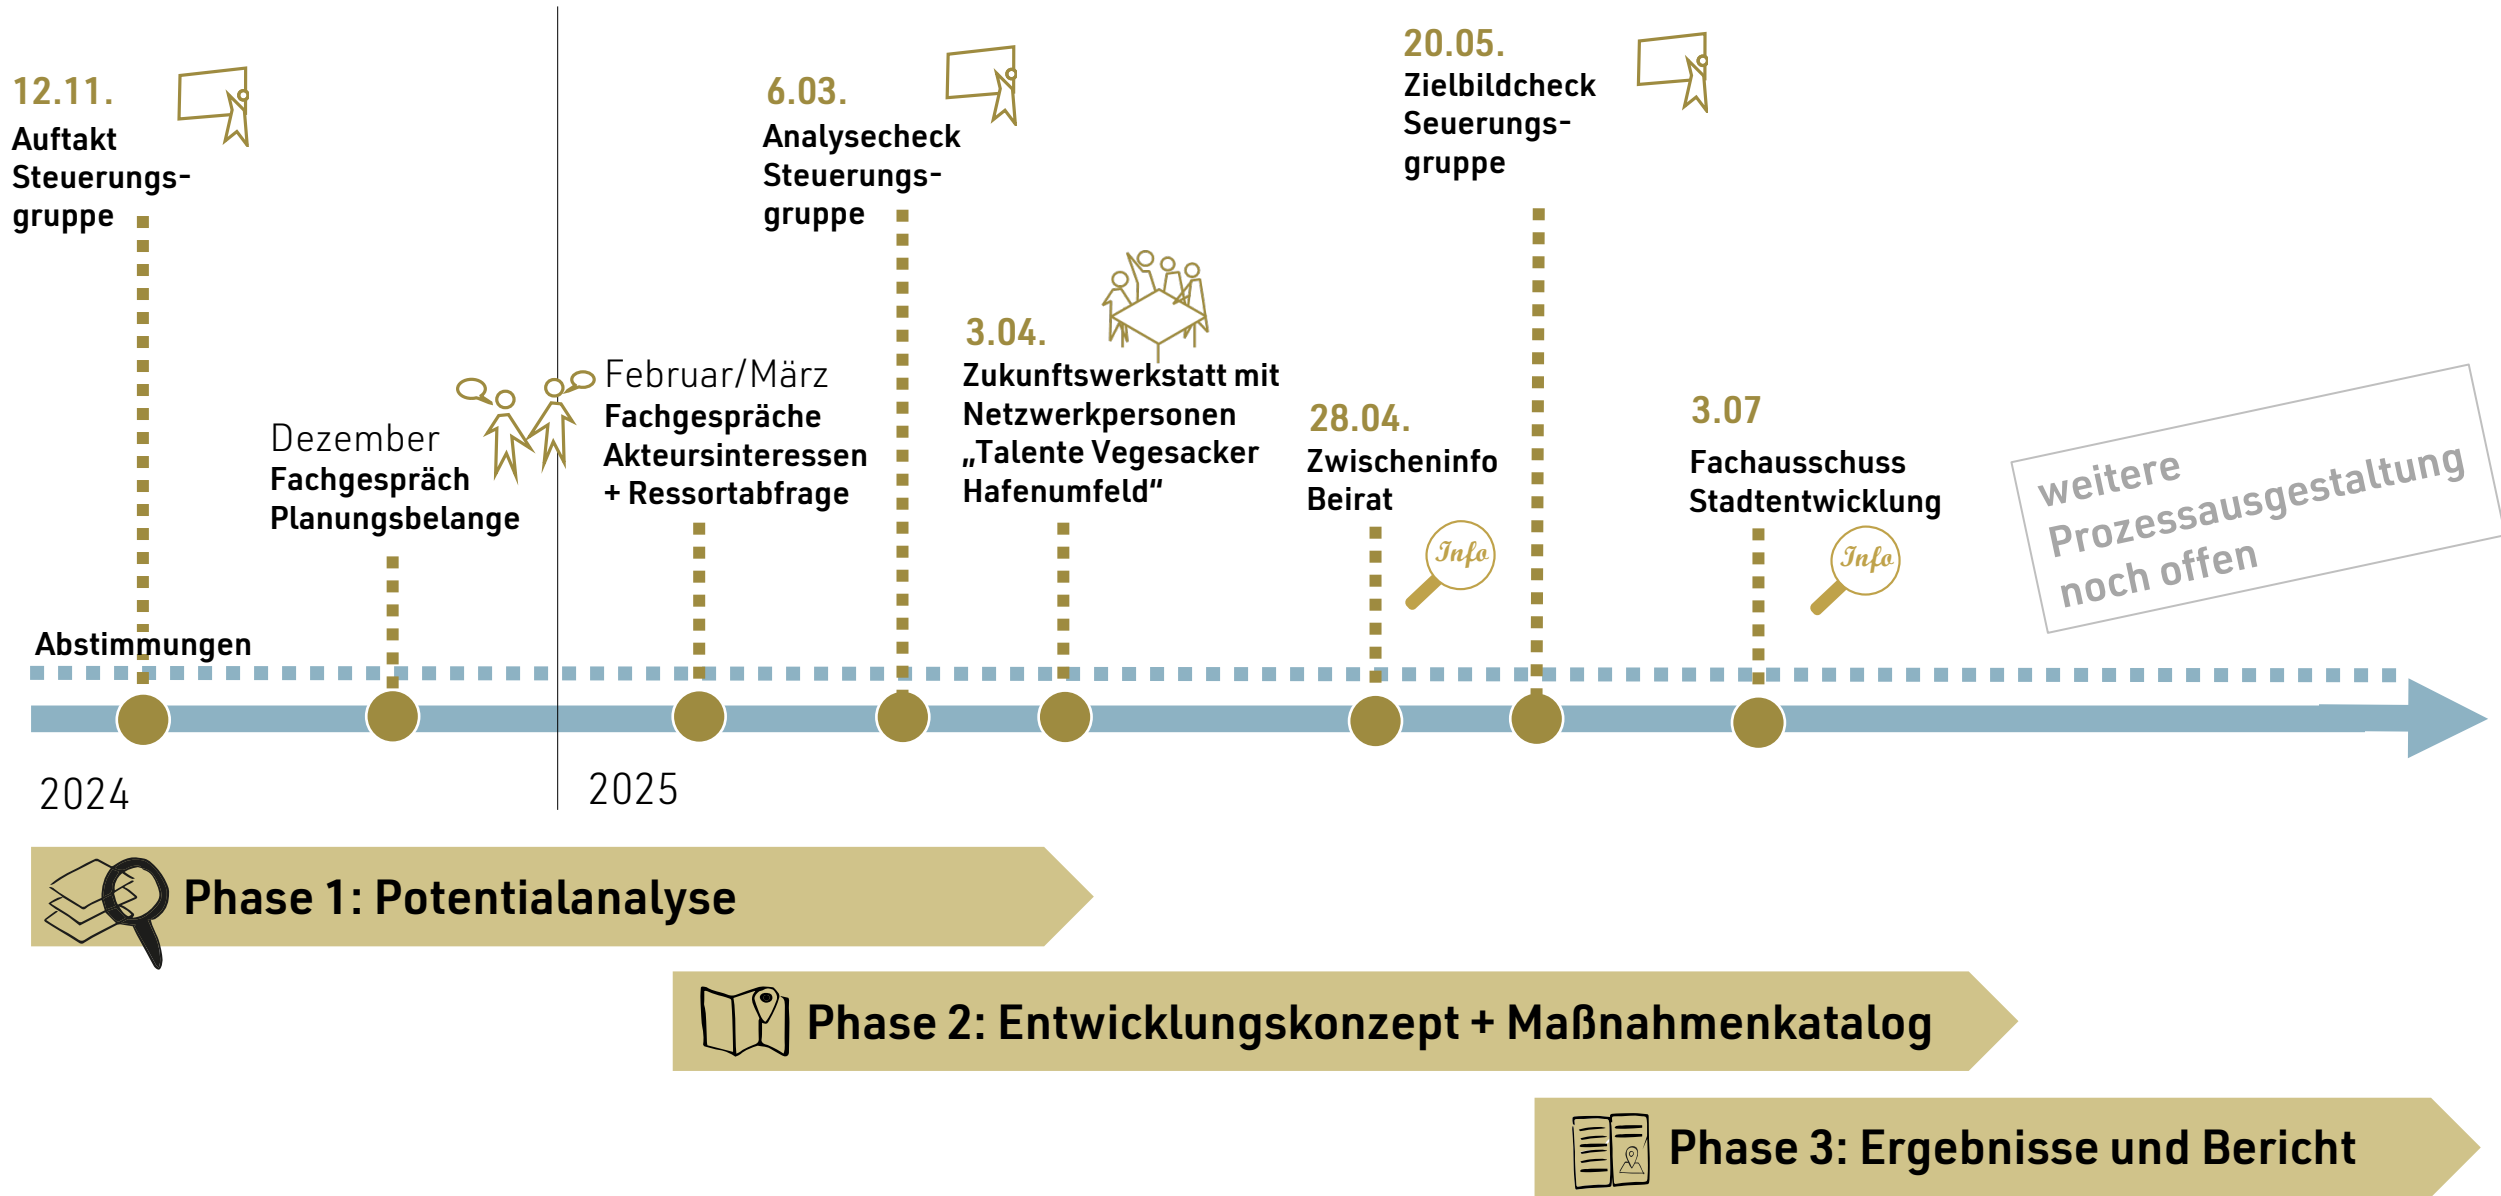 12.11.
Auftakt
Steuerungs-
gruppe
Dezember
Fachgespräch
Planungsbelange
Februar/März
Fachgespräche
Akteursinteressen
+ Ressortabfrage
6.03.
Analysecheck
Steuerungs-
gruppe
3.04.
Zukunftswerkstatt mit
Netzwerkpersonen
„Talente Vegesacker
Hafenumfeld“
28.04.
Zwischeninfo
Beirat
Info
20.05.
Zielbildcheck
Seuerungs-
gruppe
3.07
Fachausschuss
Stadtentwicklung
Info
weitere
Prozessausgestaltung
noch offen
Abstimmungen
2024
2025
Phase 1: Potentialanalyse
Phase 2: Entwicklungskonzept + Maßnahmenkatalog
Phase 3: Ergebnisse und Bericht